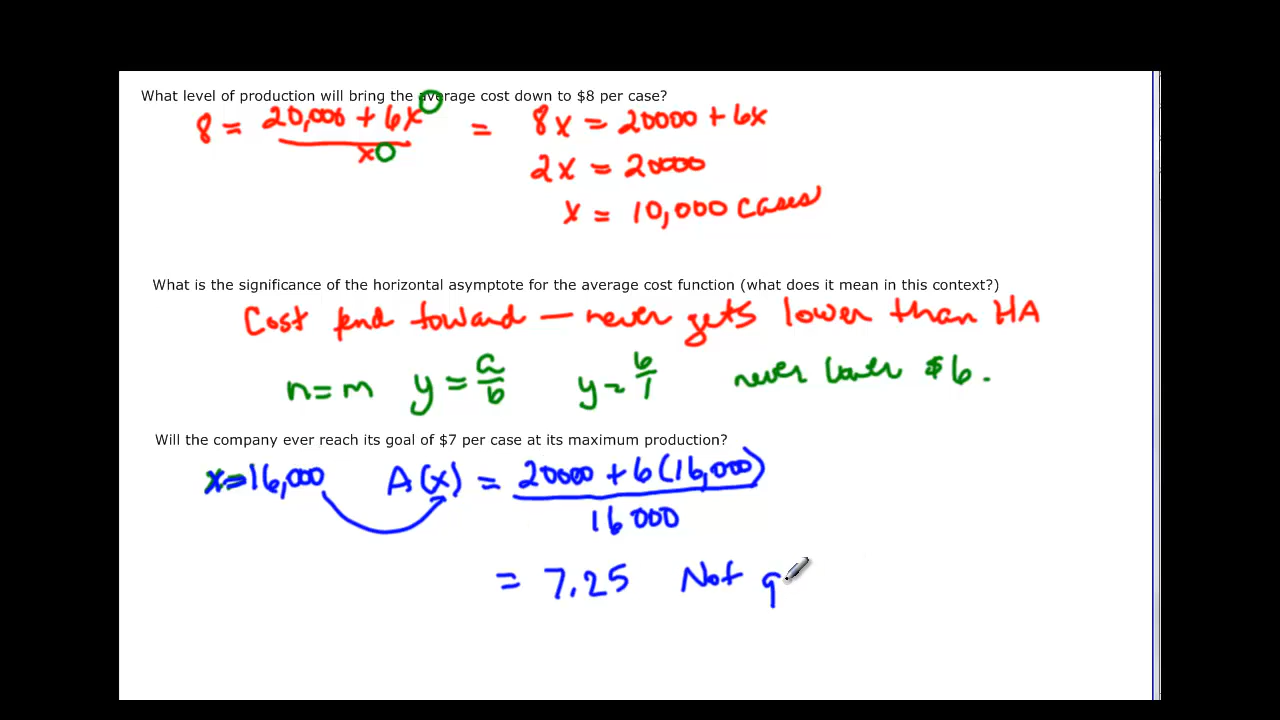 What level of production will bring the average cost down to $8 per case?
8 = 20,000 + 6x / x = 8x = 20000 + 6x
2x = 20000
x = 10,000 cases
What is the significance of the horizontal asymptote for the average cost function (what does it mean in this context?)
Cost tend toward — never gets lower than HA
n = m y = a/b y = 6/1 never lower $6.
Will the company ever reach its goal of $7 per case at its maximum production?
x = 16,000 A(x) = 20000 + 6(16,000) / 16000
= 7.25 Not q